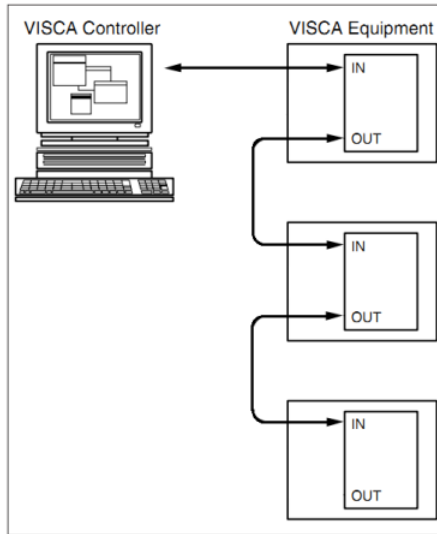 VISCA Controller
VISCA Equipment
IN
OUT
IN
OUT
IN
OUT